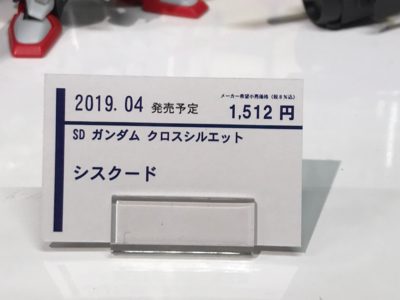 メーカー希望小売価格（税8%込）
2019.04 発売予定 1,512 円
SD ガンダム クロスシルエット
シスクード